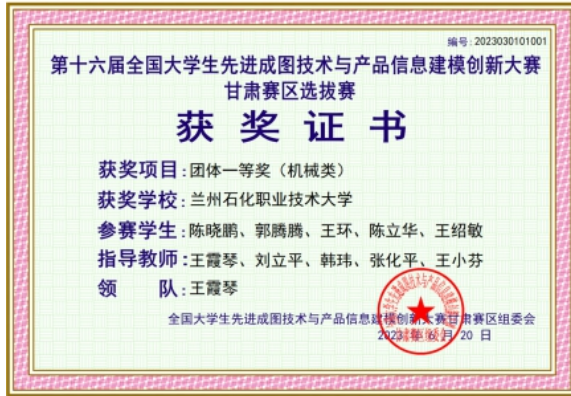 编号:2023030101001
第十六届全国大学生先进成图技术与产品信息建模创新大赛
甘肃赛区选拔赛
获奖证书
获奖项目:团体一等奖（机械类）
获奖学校:兰州石化职业技术大学
参赛学生:陈晓鹏、郭腾腾、王环、陈立华、王绍敏
指导教师:王霞琴、刘立平、韩玮、张化平、王小芬
领 队:王霞琴
全国大学生先进成图技术与产品信息建模创新大赛甘肃赛区组委会
2023 年 6 月 20 日